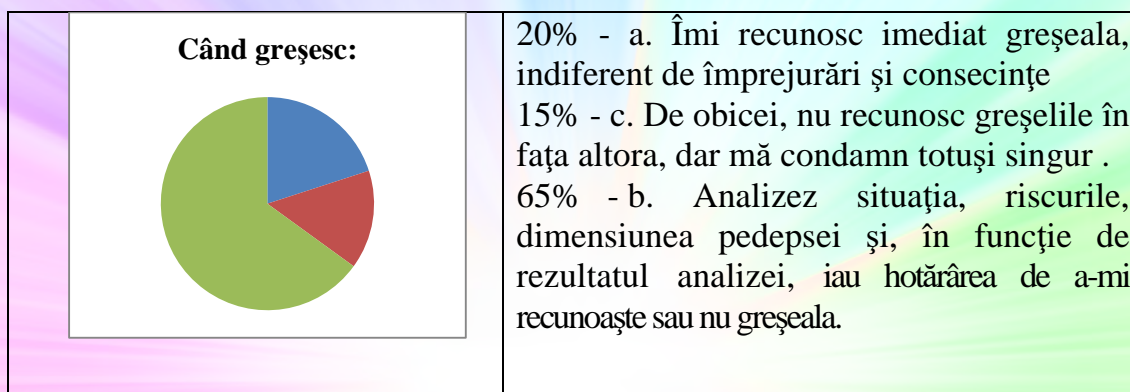 Când greşesc:
20% - a. Îmi recunosc imediat greşeala,
indiferent de împrejurări şi consecinţe
15% - c. De obicei, nu recunosc greşelile în
faţa altora, dar mă condamn totuşi singur .
65% - b. Analizez situaţia, riscurile,
dimensiunea pedepsei şi, în funcţie de
rezultatul analizei, iau hotărârea de a-mi
recunoaşte sau nu greşeala.